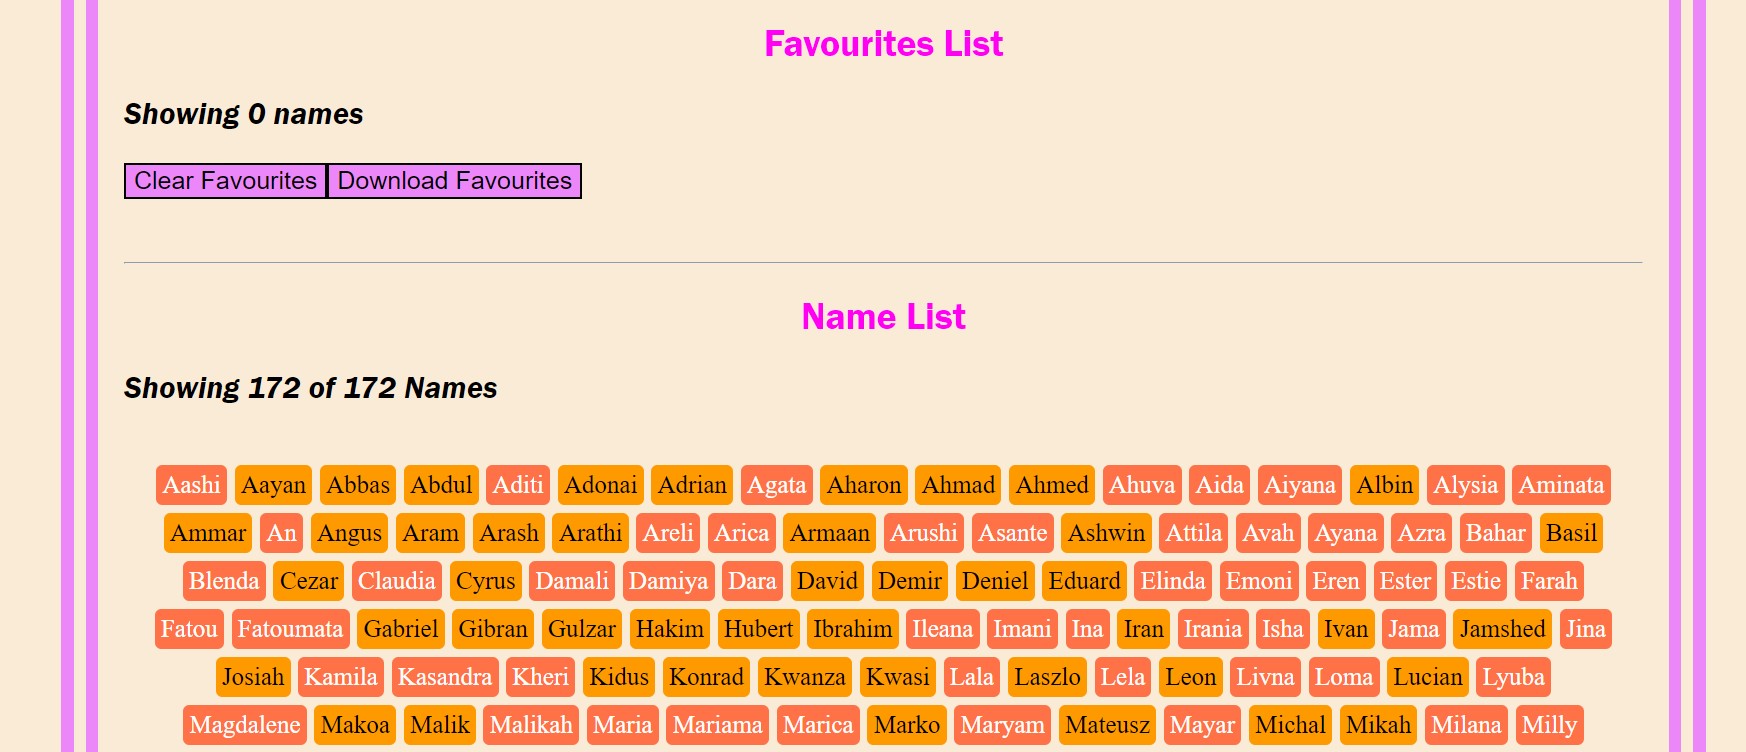 Favourites List
Showing 0 names
Clear Favourites Download Favourites
Name List
Showing 172 of 172 Names
Aashi Aayan Abbas Abdul Aditi Adonai Adrian Agata Aharon Ahmad Ahmed Ahuva Aida Aiyana Albin Alysia Aminata
Ammar An Angus Aram Arash Arathi Areli Arica Armaan Arushi Asante Ashwin Attila Avah Ayana Azra Bahar Basil
Blenda Cezar Claudia Cyrus Damali Damiya Dara David Demir Deniel Eduard Elinda Emoni Eren Ester Estie Farah
Fatou Fatoumata Gabriel Gibran Gulzar Hakim Hubert Ibrahim Ileana Imani Ina Iran Irania Isha Ivan Jama Jamshed Jina
Josiah Kamila Kasandra Kheri Kidus Konrad Kwanza Kwasi Lala Laszlo Lela Leon Livna Loma Lucian Lyuba
Magdalene Makoa Malik Malikah Maria Mariama Marica Marko Maryam Mateusz Mayar Michal Mikah Milana Milly